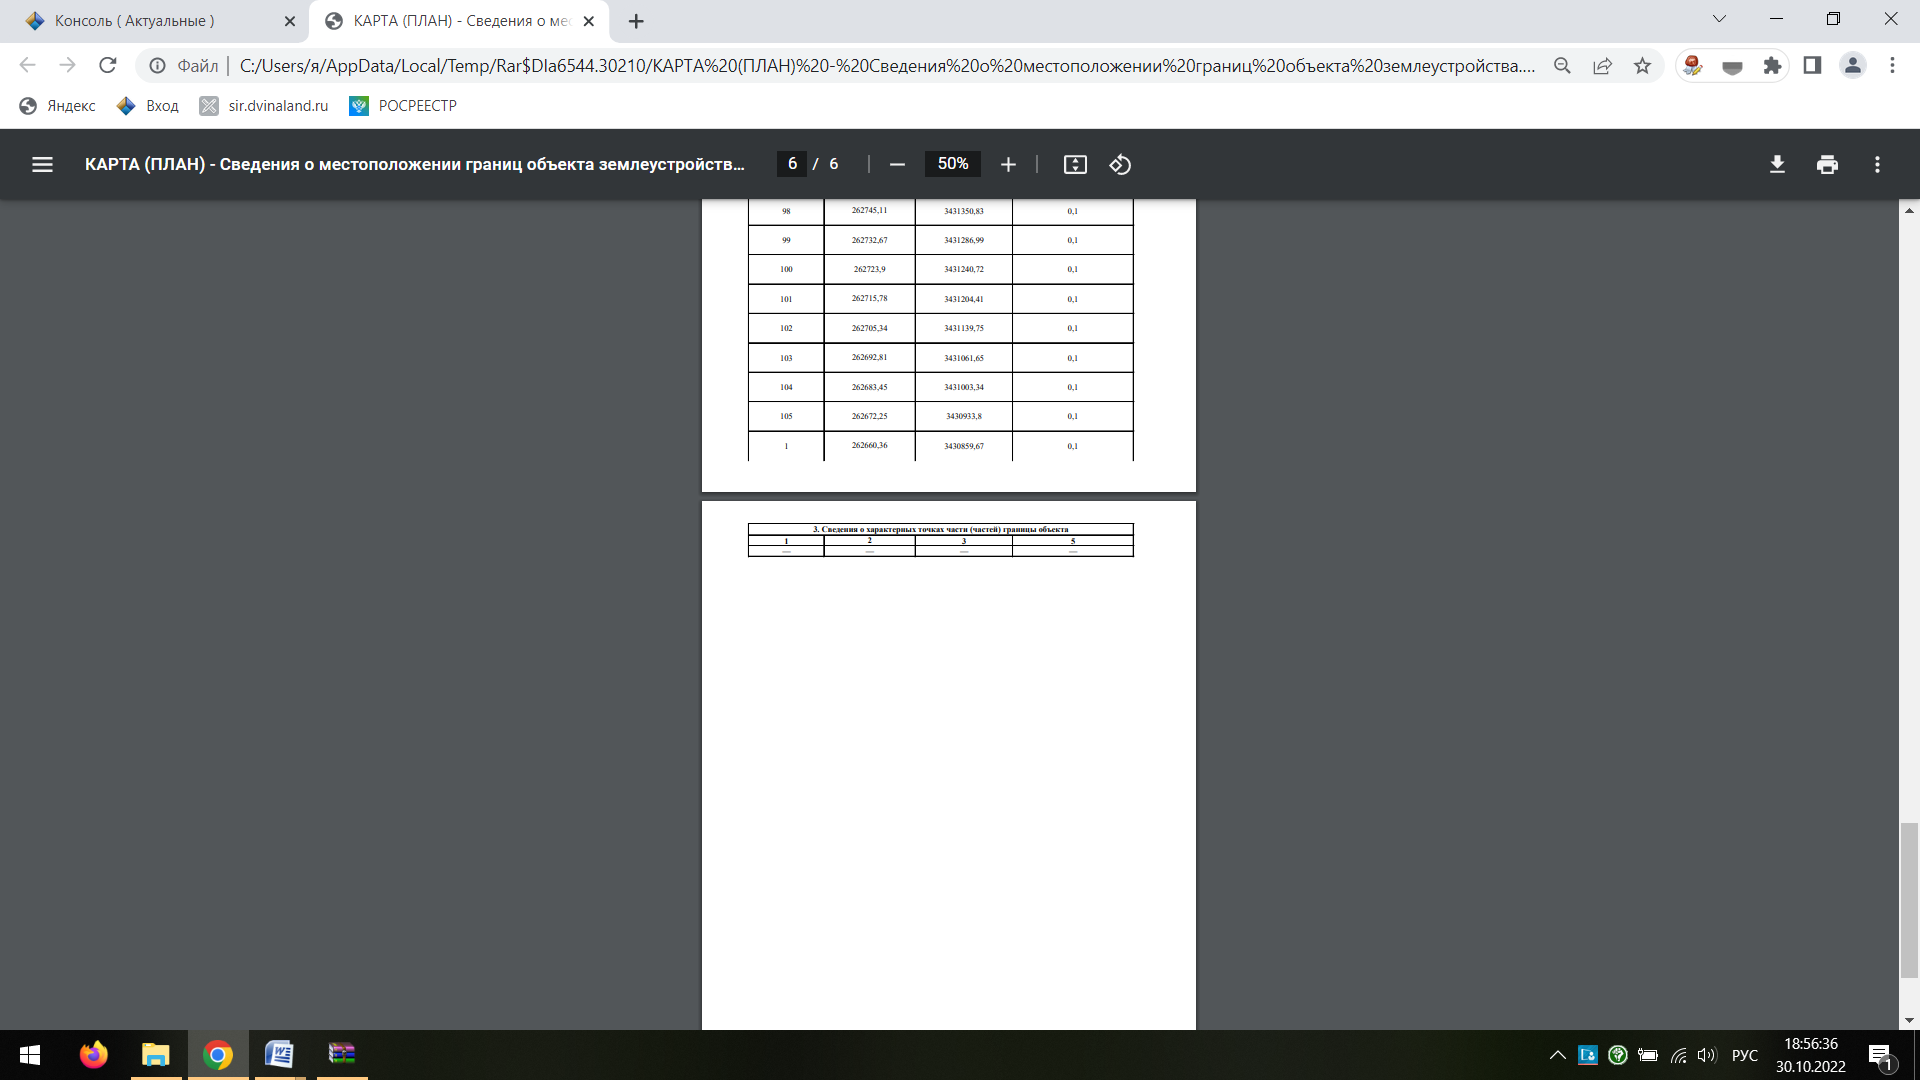 Консоль ( Актуальные )
КАРТА (ПЛАН) - Сведения о мес
Файл
C:/Users/я/AppData/Local/Temp/Rar$DIa6544.30210/КАРТА%20(ПЛАН)%20-%20Сведения%20о%20местоположении%20границ%20объекта%20землеустройства....
Яндекс
Вход
sir.dvinaland.ru
РОСРЕЕСТР
КАРТА (ПЛАН) - Сведения о местоположении границ объекта землеустройств...
6 / 6
50%
98 262745,11 3431350,83 0,1
99 262732,67 3431286,99 0,1
100 262723,9 3431240,72 0,1
101 262715,78 3431204,41 0,1
102 262705,34 3431139,75 0,1
103 262692,81 3431061,65 0,1
104 262683,45 3431003,34 0,1
105 262672,25 3430933,8 0,1
1 262660,36 3430859,67 0,1
3. Сведения о характерных точках части (частей) границы объекта
1 2 3 5
— — — —
РУС
18:56:36
30.10.2022
1